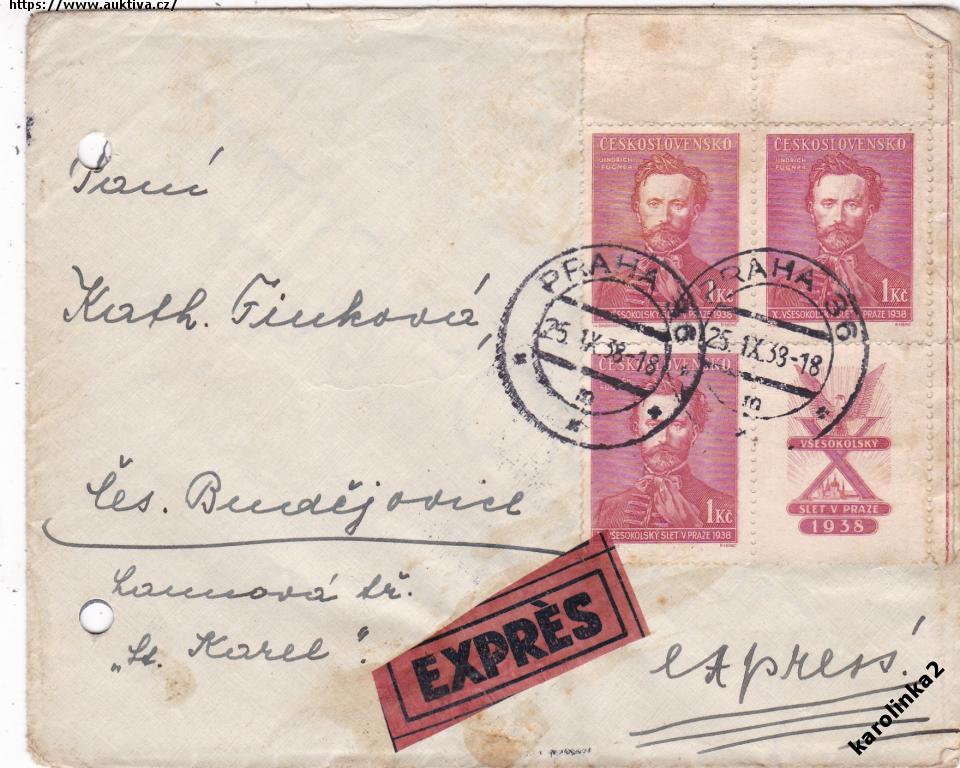 https://www.auktiva.cz/
Paní
Kath. Finková,
Čes. Budějovice
Lannová tř.
„H. Karel".
EXPRÈS
express.
ČESKOSLOVENSKO
JINDŘICH
FÜGNER
1Kč
VŠESOKOLSKÝ SLET V PRAZE 1938
ČESKOSLOVENSKO
JINDŘICH
FÜGNER
1Kč
X. VŠESOKOLSKÝ SLET V PRAZE 1938
ČESKOSLOVENSKO
1Kč
VŠESOKOLSKÝ SLET V PRAZE 1938
X
VŠESOKOLSKÝ
SLET V PRAZE
1938
PRAHA 36
25.IX.38-18
PRAHA 36
25.IX.38-18
karolinka2